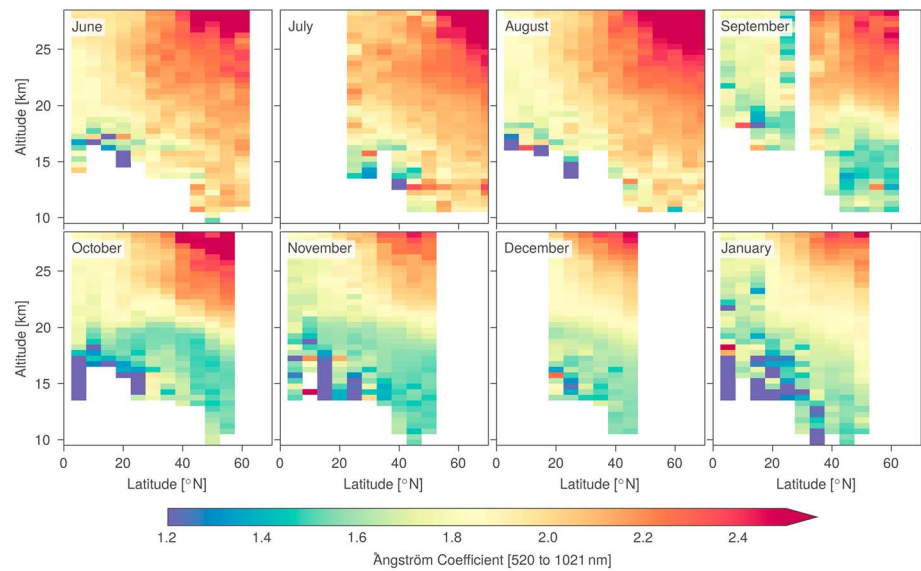 June
July
August
September
25
20
15
10
Altitude [km]
October
November
December
January
25
20
15
10
Altitude [km]
0 20 40 60 0 20 40 60 0 20 40 60 0 20 40 60
Latitude [°N] Latitude [°N] Latitude [°N] Latitude [°N]
1.2 1.4 1.6 1.8 2.0 2.2 2.4
Ångström Coefficient [520 to 1021 nm]